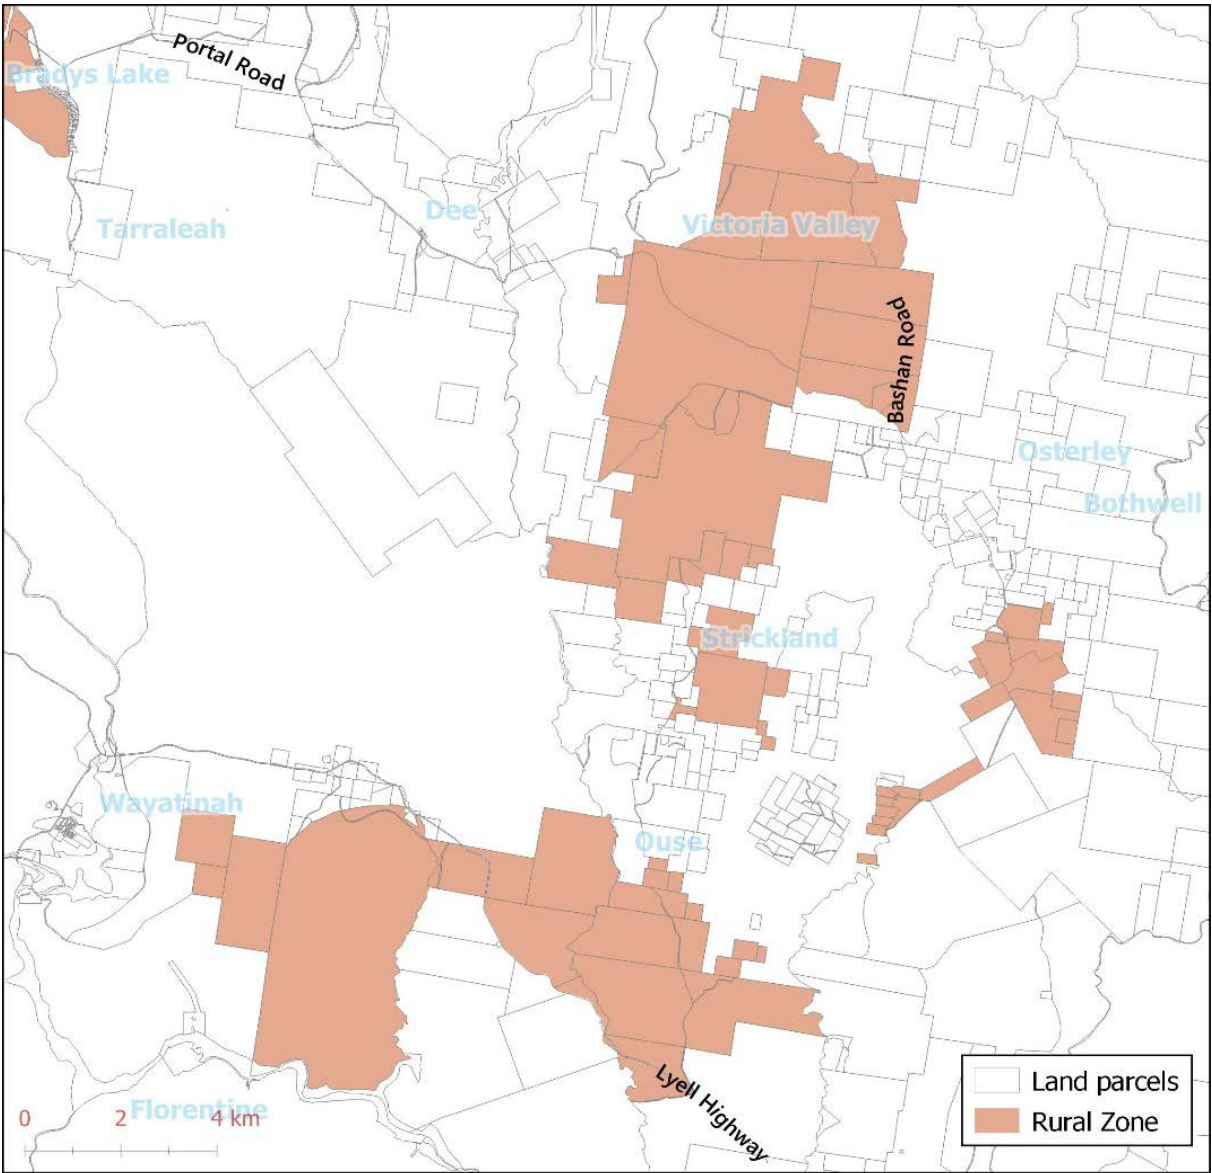 Portal Road
Bradys Lake
Dee
Victoria Valley
Tarraleah
Bashan Road
Osterley
Bothwell
Strickland
Wayatinah
Ouse
Lyell Highway
Land parcels
Rural Zone
0 2 4 km
Florentine